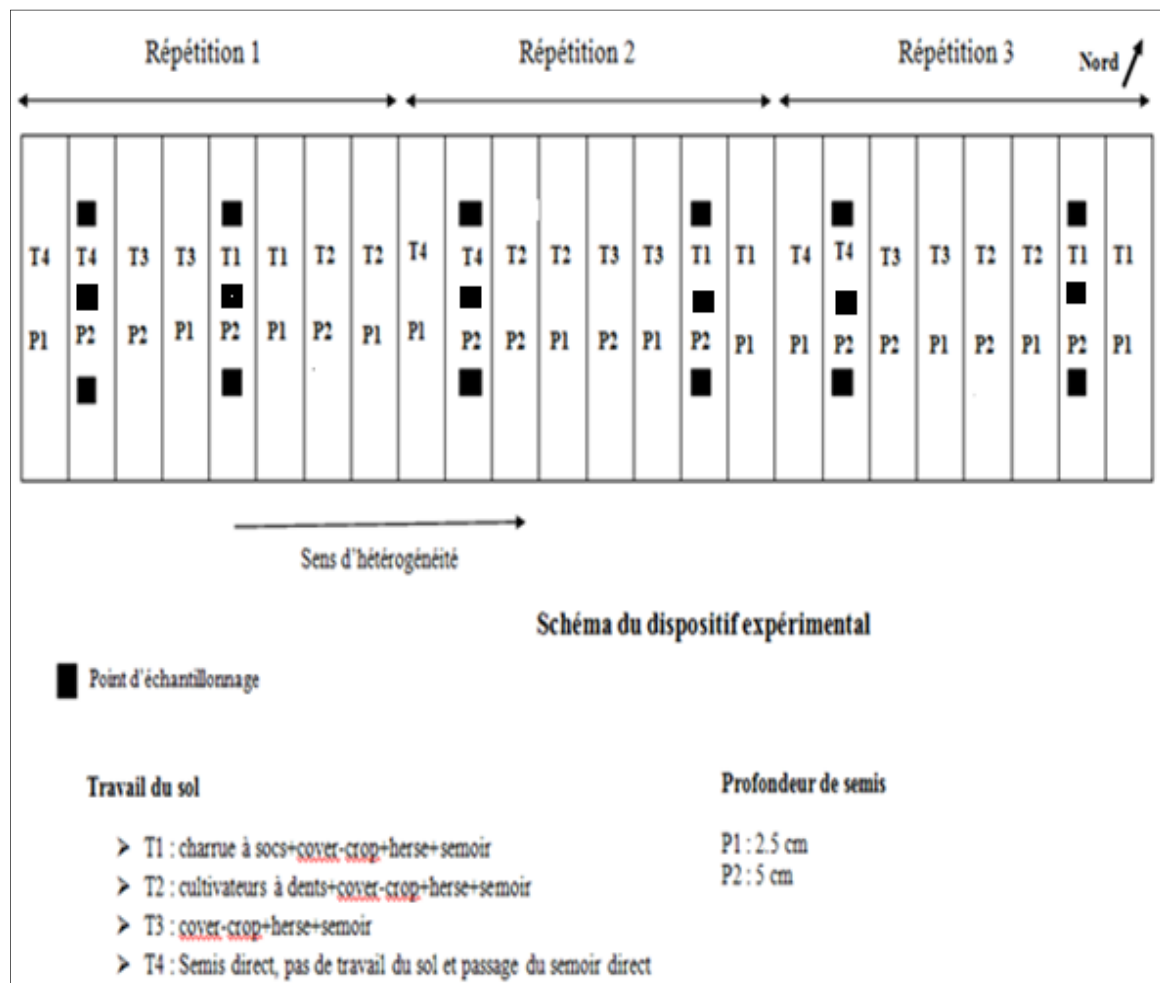 Répétition 1 Répétition 2 Répétition 3 Nord
T4 T4 T3 T3 T1 T1 T2 T2 T4 T4 T2 T2 T3 T3 T1 T1 T4 T4 T3 T3 T2 T2 T1 T1
P1 P2 P2 P1 P2 P1 P2 P1 P1 P2 P2 P1 P2 P1 P2 P1 P1 P2 P2 P1 P2 P1 P2 P1
Sens d'hétérogénéité
Schéma du dispositif expérimental
Point d'échantillonnage
Travail du sol
➢ T1 : charrue à socs+cover-crop+herse+semoir
➢ T2 : cultivateurs à dents+cover-crop+herse+semoir
➢ T3 : cover-crop+herse+semoir
➢ T4 : Semis direct, pas de travail du sol et passage du semoir direct
Profondeur de semis
P1 : 2.5 cm
P2 : 5 cm